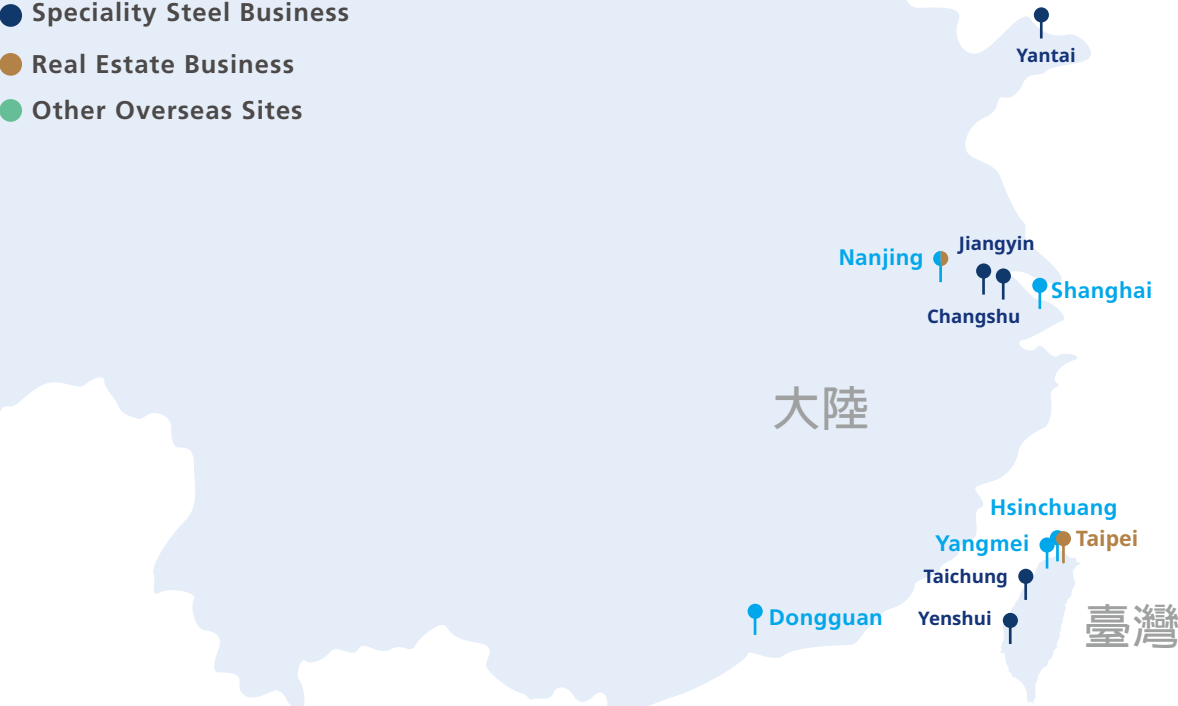 Speciality Steel Business
Real Estate Business
Other Overseas Sites
Yantai
Jiangyin
Nanjing
Shanghai
Changshu
大陸
Hsinchuang
Yangmei
Taipei
Taichung
Dongguan
Yenshui
臺灣